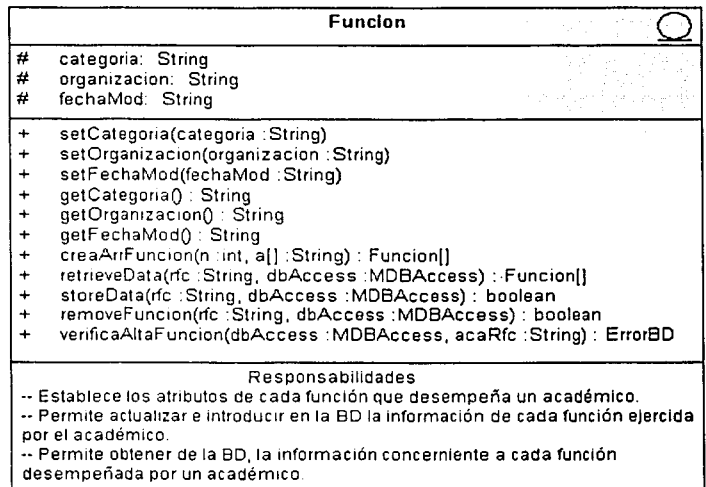 Funcion
# categoria: String
# organizacion: String
# fechaMod: String
+ setCategoria(categoria :String)
+ setOrganizacion(organizacion :String)
+ setFechaMod(fechaMod :String)
+ getCategoria() : String
+ getOrganizacion() : String
+ getFechaMod() : String
+ creaArrFuncion(n :int, a[] :String) : Funcion[]
+ retrieveData(rfc :String, dbAccess :MDBAccess) : Funcion[]
+ storeData(rfc :String, dbAccess :MDBAccess) : boolean
+ removeFuncion(rfc :String, dbAccess :MDBAccess) : boolean
+ verificaAltaFuncion(dbAccess :MDBAccess, acaRfc :String) : ErrorBD
Responsabilidades
-- Establece los atributos de cada función que desempeña un académico.
-- Permite actualizar e introducir en la BD la información de cada función ejercida
por el académico.
-- Permite obtener de la BD, la información concerniente a cada función
desempeñada por un académico.